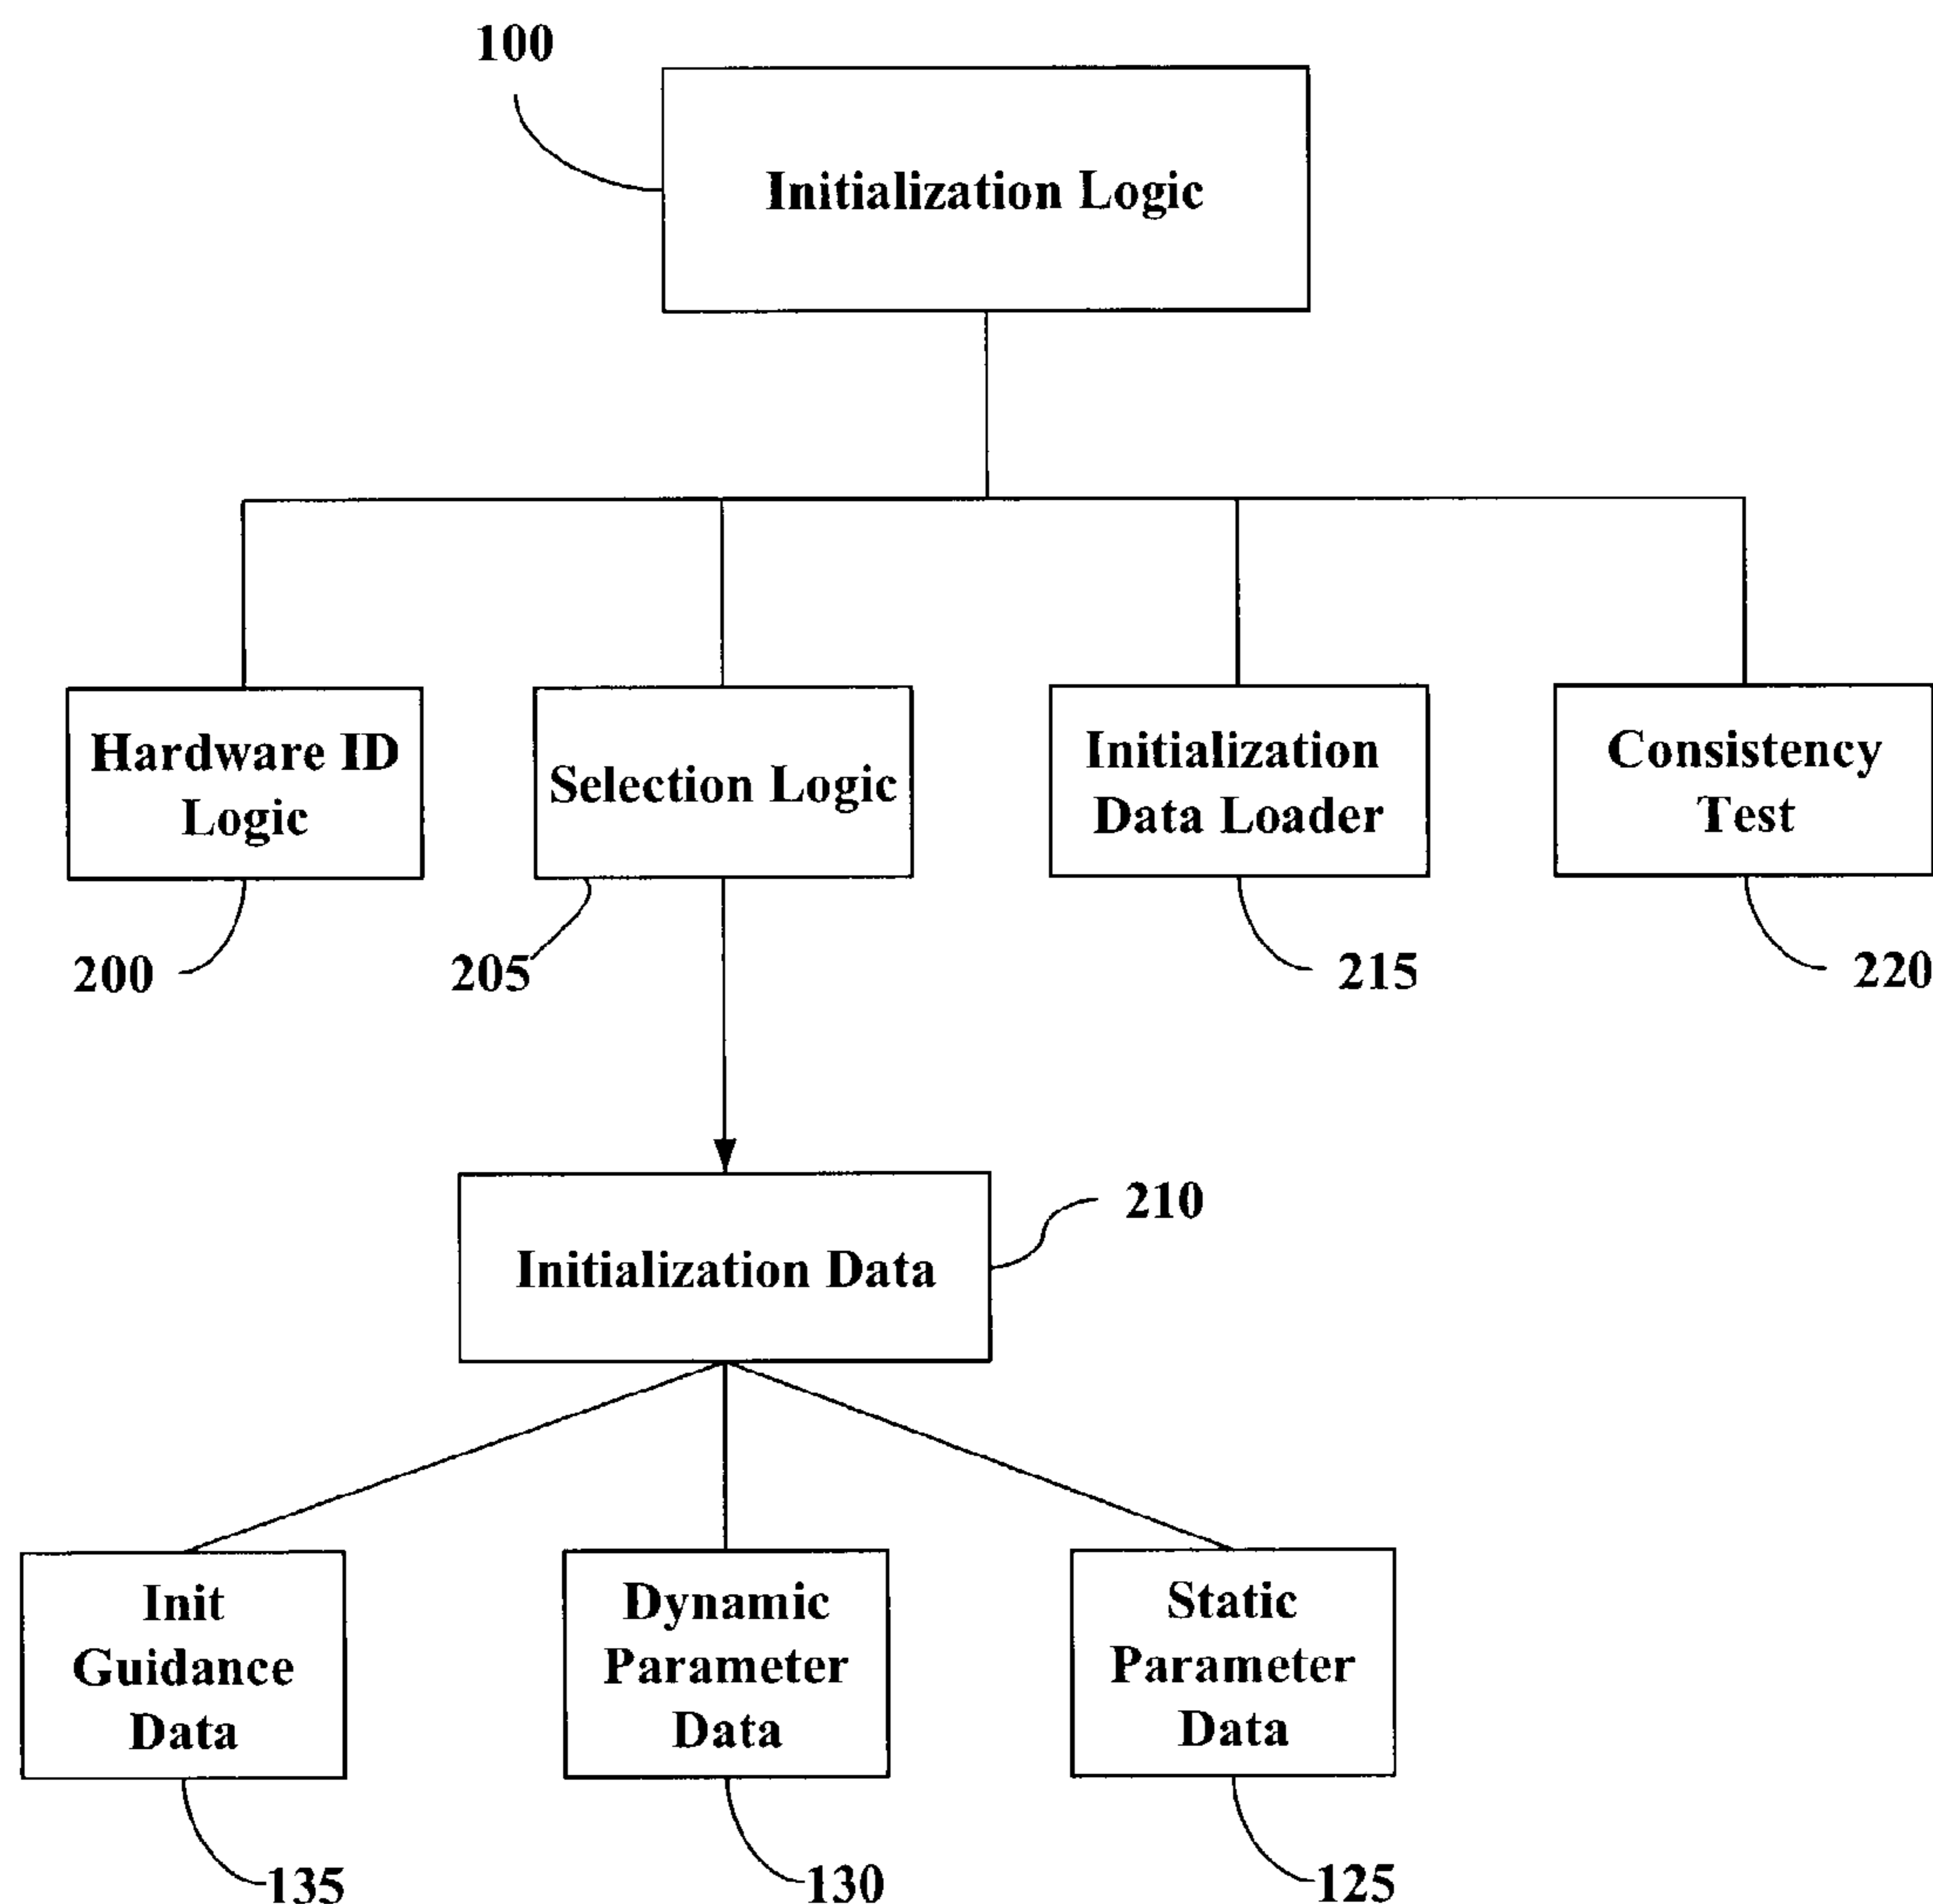 100
Initialization Logic
Hardware ID
Logic
Selection Logic
Initialization
Data Loader
Consistency
Test
200
205
215
220
210
Initialization Data
Init
Guidance
Data
Dynamic
Parameter
Data
Static
Parameter
Data
135
130
125